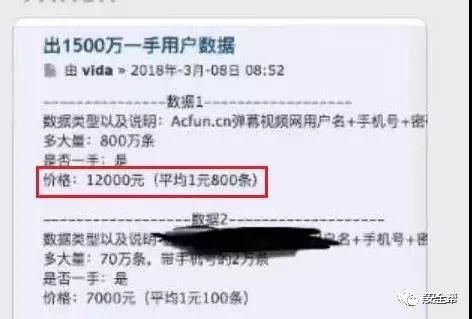 出1500万一手用户数据
由 vida » 2018年-3月-08日 08:52
--------------------数据1--------------------
数据类型以及说明：Acfun.cn弹幕视频网用户名+手机号+密
多大量：800万条
是否一手：是
价格：12000元（平均1元800条）
--------------------数据2--------------------
数据类型以及说明 户名+手机号+密
多大量：70万条，带手机号的2万条
是否一手：是
价格：7000元（平均1元100条）
安全帮